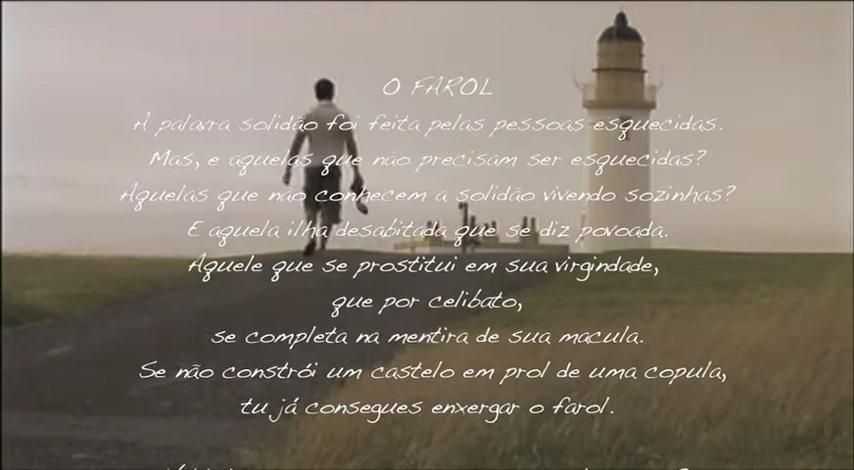 O FAROL
A palavra solidão foi feita pelas pessoas esquecidas.
Mas, e aquelas que não precisam ser esquecidas?
Aquelas que não conhecem a solidão vivendo sozinhas?
E aquela ilha desabitada que se diz povoada.
Aquele que se prostitui em sua virgindade,
que por celibato,
se completa na mentira de sua macula.
Se não constrói um castelo em prol de uma copula,
tu já consegues enxergar o farol.